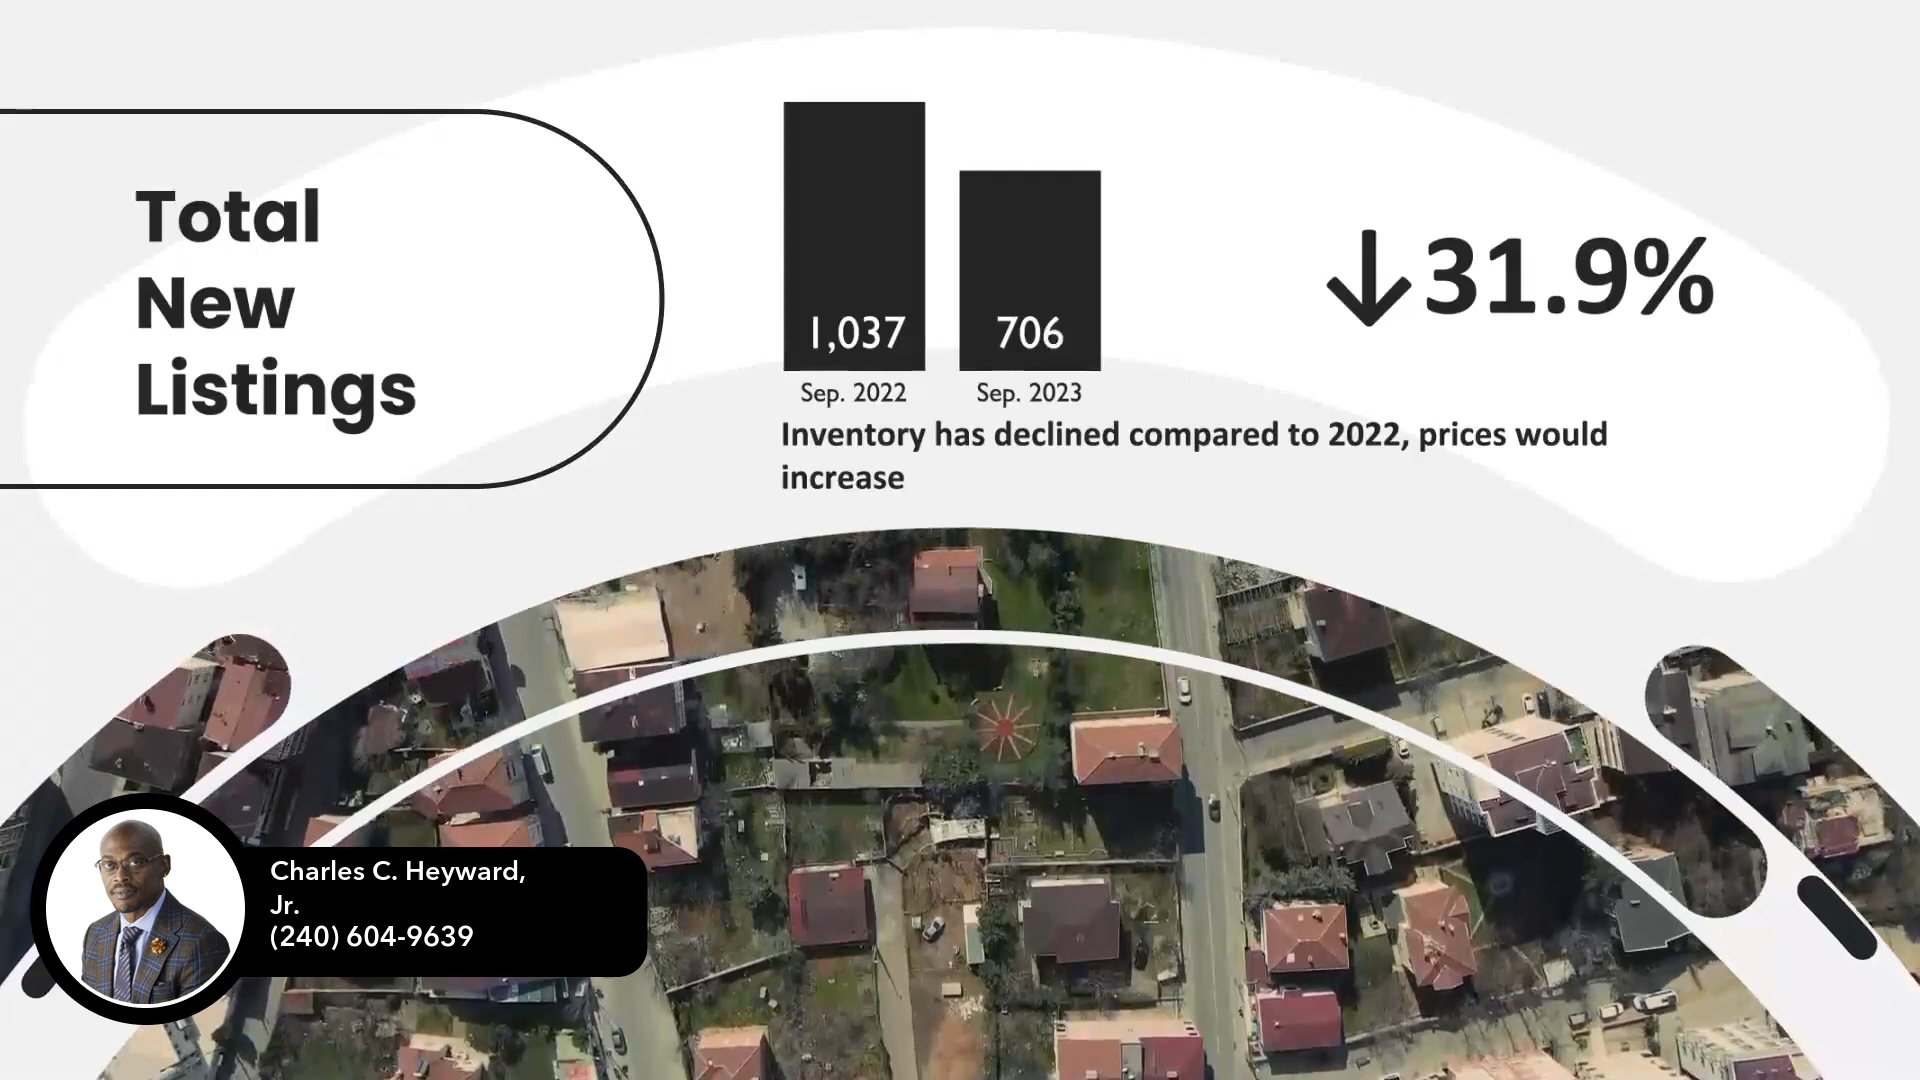 Total
New
Listings
1,037
706
Sep. 2022
Sep. 2023
↓31.9%
Inventory has declined compared to 2022, prices would
increase
Charles C. Heyward,
Jr.
(240) 604-9639